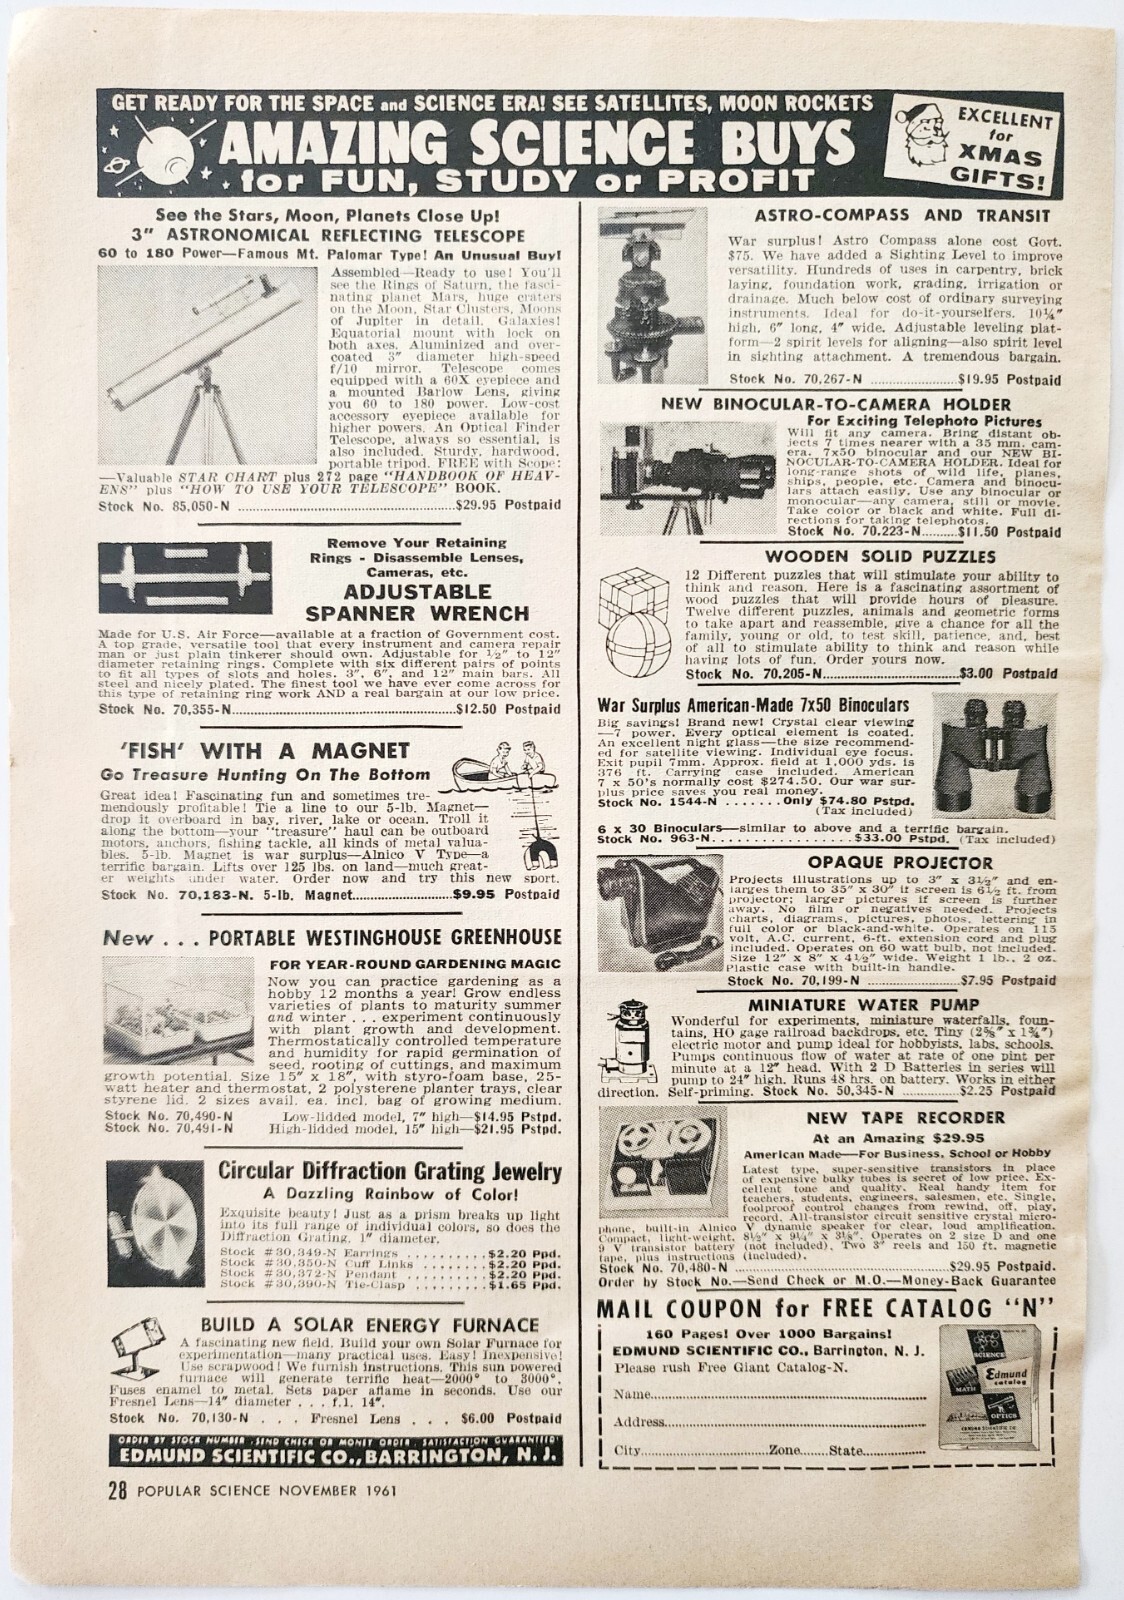 GET READY FOR THE SPACE and SCIENCE ERA! SEE SATELLITES, MOON ROCKETS
AMAZING SCIENCE BUYS
for FUN, STUDY or PROFIT
EXCELLENT
for
XMAS
GIFTS!
See the Stars, Moon, Planets Close Up!
3" ASTRONOMICAL REFLECTING TELESCOPE
60 to 180 Power—Famous Mt. Palomar Type! An Unusual Buy!
Assembled—Ready to use! You'll
see the Rings of Saturn, the fasci-
nating planet Mars, huge craters
on the Moon, Star Clusters, Moons
of Jupiter in detail, Galaxies!
Equatorial mount with lock on
both axes. Aluminized and over-
coated 3" diameter high-speed
f/10 mirror. Telescope comes
equipped with a 60X eyepiece and
a mounted Barlow Lens, giving
you 60 to 180 power. Low-cost
accessory eyepiece available for
higher powers. An Optical Finder
Telescope, always so essential, is
also included. Sturdy, hardwood,
portable tripod. FREE with Scope:
—Valuable STAR CHART plus 272 page "HANDBOOK OF HEAV-
ENS" plus "HOW TO USE YOUR TELESCOPE" BOOK.
Stock No. 85,050-N ........$29.95 Postpaid
Remove Your Retaining
Rings - Disassemble Lenses,
Cameras, etc.
ADJUSTABLE
SPANNER WRENCH
Made for U.S. Air Force—available at a fraction of Government cost.
A top grade, versatile tool that every instrument and camera repair
man or just plain tinkerer should own. Adjustable for 1/2" to 12"
diameter retaining rings. Complete with six different pairs of points
to fit all types of slots and holes. 3", 6", and 12" main bars. All
steel and nicely plated. The finest tool we have ever come across for
this type of retaining ring work AND a real bargain at our low price.
Stock No. 70,355-N........$12.50 Postpaid
'FISH' WITH A MAGNET
Go Treasure Hunting On The Bottom
Great idea! Fascinating fun and sometimes tre-
mendously profitable! Tie a line to our 5-lb. Magnet—
drop it overboard in bay, river, lake or ocean. Troll it
along the bottom—your "treasure" haul can be outboard
motors, anchors, fishing tackle, all kinds of metal valua-
bles. 5-lb. Magnet is war surplus—Alnico V Type—a
terrific bargain. Lifts over 125 lbs. on land—much great-
er weights under water. Order now and try this new sport.
Stock No. 70,183-N. 5-lb. Magnet........$9.95 Postpaid
New . . . PORTABLE WESTINGHOUSE GREENHOUSE
FOR YEAR-ROUND GARDENING MAGIC
Now you can practice gardening as a
hobby 12 months a year! Grow endless
varieties of plants to maturity summer
and winter . . . experiment continuously
with plant growth and development.
Thermostatically controlled temperature
and humidity for rapid germination of
seed, rooting of cuttings, and maximum
growth potential. Size 15" x 18", with styro-foam base, 25-
watt heater and thermostat, 2 polystyrene planter trays, clear
styrene lid. 2 sizes avail. ea. incl. bag of growing medium.
Stock No. 70,490-N Low-lidded model, 7" high—$14.95 Pstpd.
Stock No. 70,491-N High-lidded model, 15" high—$21.95 Pstpd.
Circular Diffraction Grating Jewelry
A Dazzling Rainbow of Color!
Exquisite beauty! Just as a prism breaks up light
into its full range of individual colors, so does the
Diffraction Grating. 1" diameter.
Stock #30,349-N Earrings ..........$2.20 Ppd.
Stock #30,350-N Cuff Links ........$2.20 Ppd.
Stock #30,372-N Pendant ..........$2.20 Ppd.
Stock #30,390-N Tie-Clasp ........$1.65 Ppd.
BUILD A SOLAR ENERGY FURNACE
A fascinating new field. Build your own Solar Furnace for
experimentation—many practical uses. Easy! Inexpensive!
Use scrapwood! We furnish instructions. This sun powered
furnace will generate terrific heat—2000° to 3000°.
Fuses enamel to metal. Sets paper aflame in seconds. Use our
Fresnel Lens—14" diameter . . . f.l. 14".
Stock No. 70,130-N . . . Fresnel Lens . . . $6.00 Postpaid
ORDER BY STOCK NUMBER. SEND CHECK OR MONEY ORDER. SATISFACTION GUARANTEED!
EDMUND SCIENTIFIC CO., BARRINGTON, N. J.
28 POPULAR SCIENCE NOVEMBER 1961
ASTRO-COMPASS AND TRANSIT
War surplus! Astro Compass alone cost Govt.
$75. We have added a Sighting Level to improve
versatility. Hundreds of uses in carpentry, brick
laying, foundation work, grading, irrigation or
drainage. Much below cost of ordinary surveying
instruments. Ideal for do-it-yourselfers. 10¼"
high, 6" long, 4" wide. Adjustable leveling plat-
form—2 spirit levels for aligning—also spirit level
in sighting attachment. A tremendous bargain.
Stock No. 70,267-N ........$19.95 Postpaid
NEW BINOCULAR-TO-CAMERA HOLDER
For Exciting Telephoto Pictures
Will fit any camera. Bring distant ob-
jects 7 times nearer with a 35 mm. cam-
era, 7x50 binocular and our NEW BI-
NOCULAR-TO-CAMERA HOLDER. Ideal for
long-range shots of wild life, planes,
ships, people, etc. Camera and binocu-
lars attach easily. Use any binocular or
monocular—any camera, still or movie.
Take color or black and white. Full di-
rections for taking telephotos.
Stock No. 70,223-N.........$11.50 Postpaid
WOODEN SOLID PUZZLES
12 Different puzzles that will stimulate your ability to
think and reason. Here is a fascinating assortment of
wood puzzles that will provide hours of pleasure.
Twelve different puzzles, animals and geometric forms
to take apart and reassemble, give a chance for all the
family, young or old, to test skill, patience, and, best
of all to stimulate ability to think and reason while
having lots of fun. Order yours now.
Stock No. 70,205-N........$3.00 Postpaid
War Surplus American-Made 7x50 Binoculars
Big savings! Brand new! Crystal clear viewing
—7 power. Every optical element is coated.
An excellent night glass—the size recommend-
ed for satellite viewing. Individual eye focus.
Exit pupil 7mm. Approx. field at 1,000 yds. is
376 ft. Carrying case included. American
7 x 50's normally cost $274.50. Our war sur-
plus price saves you real money.
Stock No. 1544-N .......Only $74.80 Pstpd.
(Tax included)
6 x 30 Binoculars—similar to above and a terrific bargain.
Stock No. 963-N................$33.00 Pstpd. (Tax included)
OPAQUE PROJECTOR
Projects illustrations up to 3" x 3½" and en-
larges them to 35" x 30" if screen is 6½ ft. from
projector; larger pictures if screen is further
away. No film or negatives needed. Projects
charts, diagrams, pictures, photos, lettering in
full color or black-and-white. Operates on 115
volt, A.C. current, 6-ft. extension cord and plug
included. Operates on 60 watt bulb, not included.
Size 12" x 8" x 4½" wide. Weight 1 lb., 2 oz.
Plastic case with built-in handle.
Stock No. 70,199-N ........$7.95 Postpaid
MINIATURE WATER PUMP
Wonderful for experiments, miniature waterfalls, foun-
tains, HO gage railroad backdrops, etc. Tiny (2⅜" x 1¾")
electric motor and pump ideal for hobbyists, labs, schools.
Pumps continuous flow of water at rate of one pint per
minute at a 12" head. With 2 D Batteries in series will
pump to 24" high. Runs 48 hrs. on battery. Works in either
direction. Self-priming. Stock No. 50,345-N ........$2.25 Postpaid
NEW TAPE RECORDER
At an Amazing $29.95
American Made—For Business, School or Hobby
Latest type, super-sensitive transistors in place
of expensive bulky tubes is secret of low price. Ex-
cellent tone and quality. Real handy item for
teachers, students, engineers, salesmen, etc. Single,
foolproof control changes from rewind, off, play,
record. All-transistor circuit sensitive crystal micro-
phone, built-in Alnico V dynamic speaker for clear, loud amplification.
Compact, light-weight, 8½" x 9¼" x 3⅛". Operates on 2 size D and one
9 V transistor battery (not included). Two 3" reels and 150 ft. magnetic
tape, plus instructions (included).
Stock No. 70,480-N ........$29.95 Postpaid.
Order by Stock No.—Send Check or M.O.—Money-Back Guarantee
MAIL COUPON for FREE CATALOG "N"
160 Pages! Over 1000 Bargains!
EDMUND SCIENTIFIC CO., Barrington, N. J.
Please rush Free Giant Catalog-N.
Name........
Address........
City........Zone......State........
SCIENCE
MATH
Edmund
catalog
OPTICS